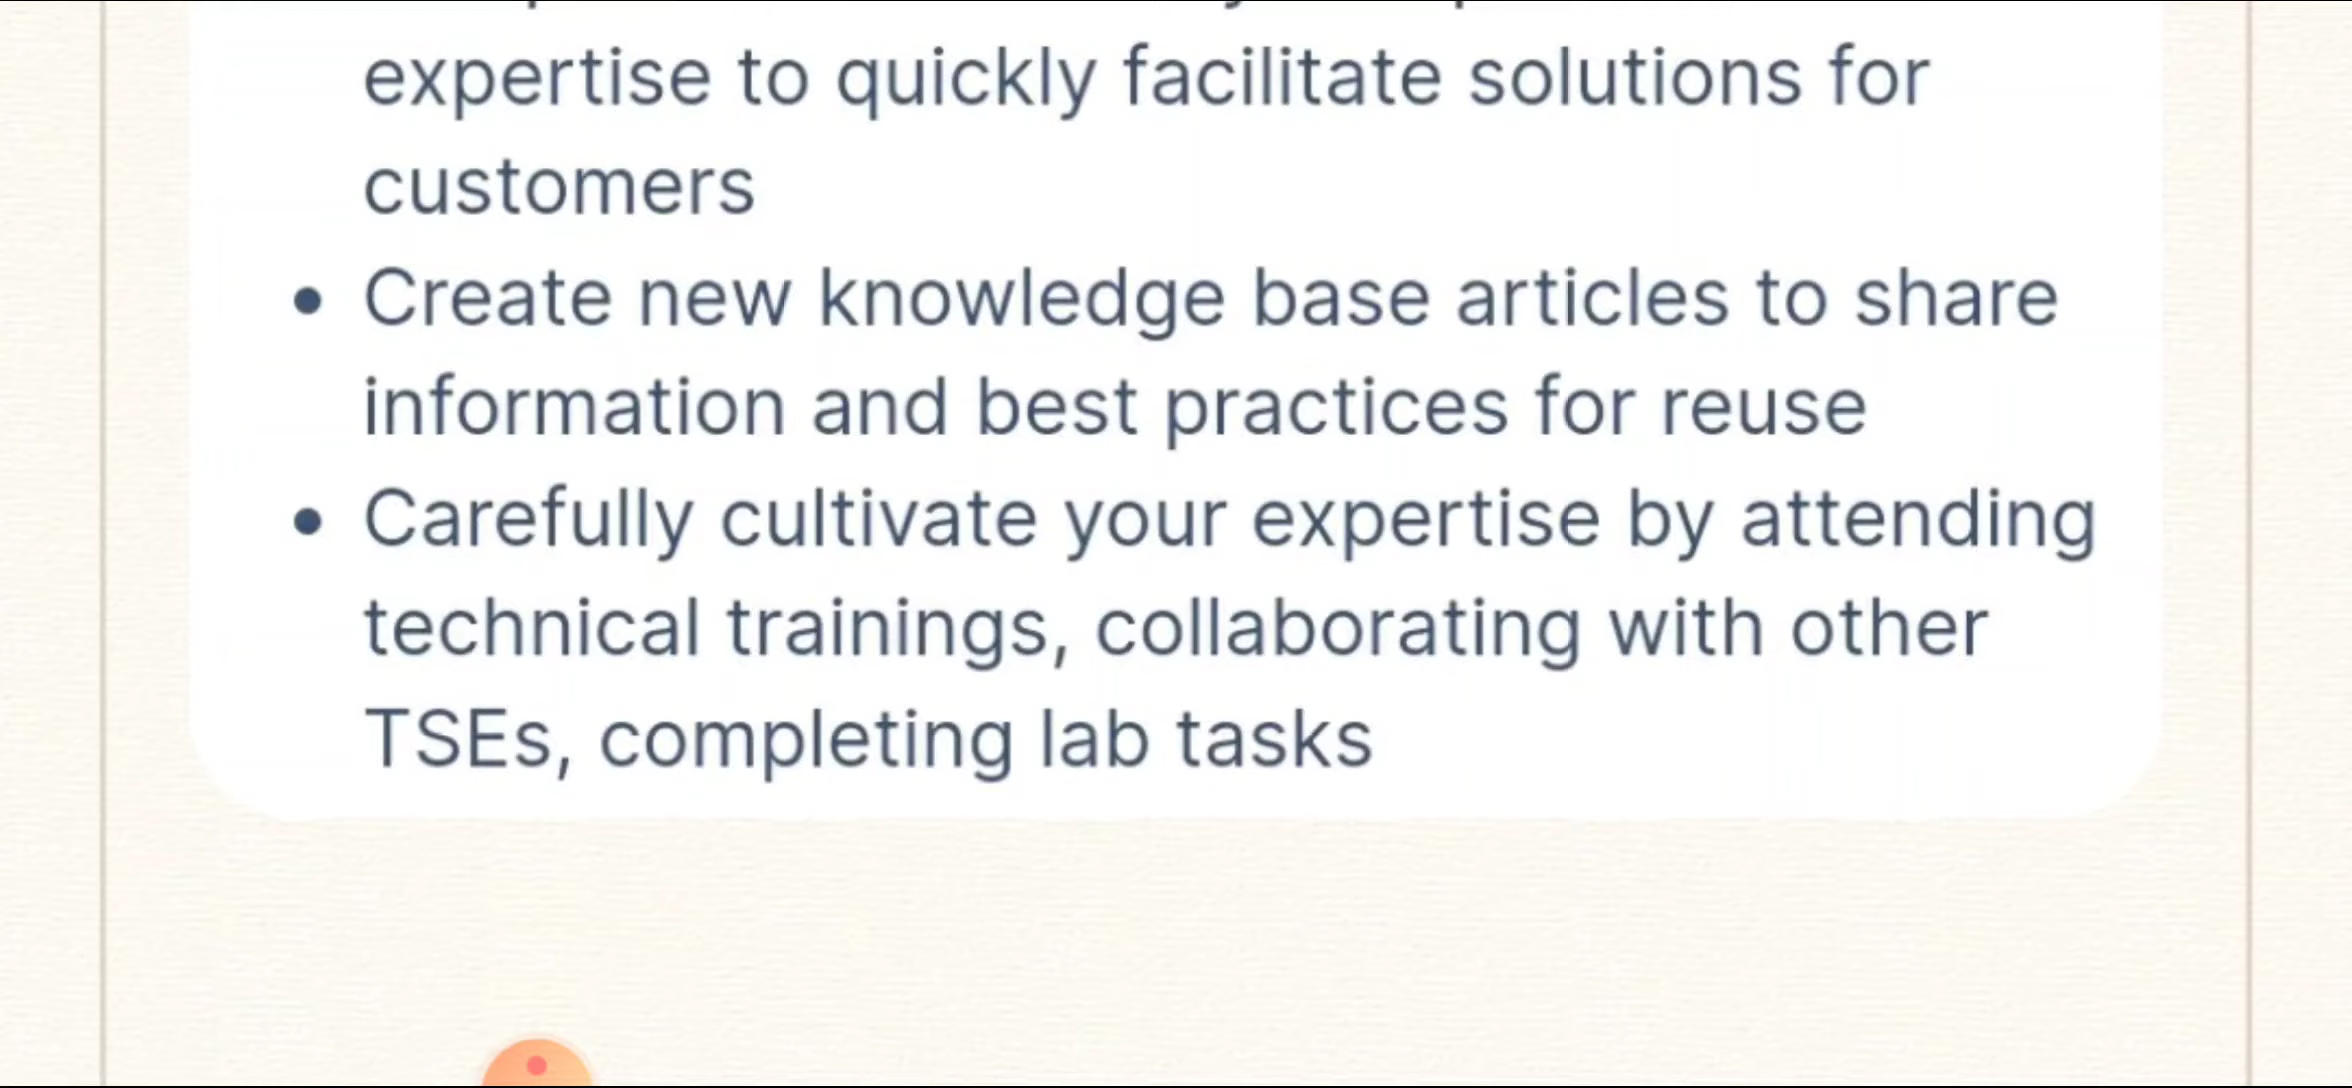 expertise to quickly facilitate solutions for
customers
• Create new knowledge base articles to share
information and best practices for reuse
• Carefully cultivate your expertise by attending
technical trainings, collaborating with other
TSEs, completing lab tasks